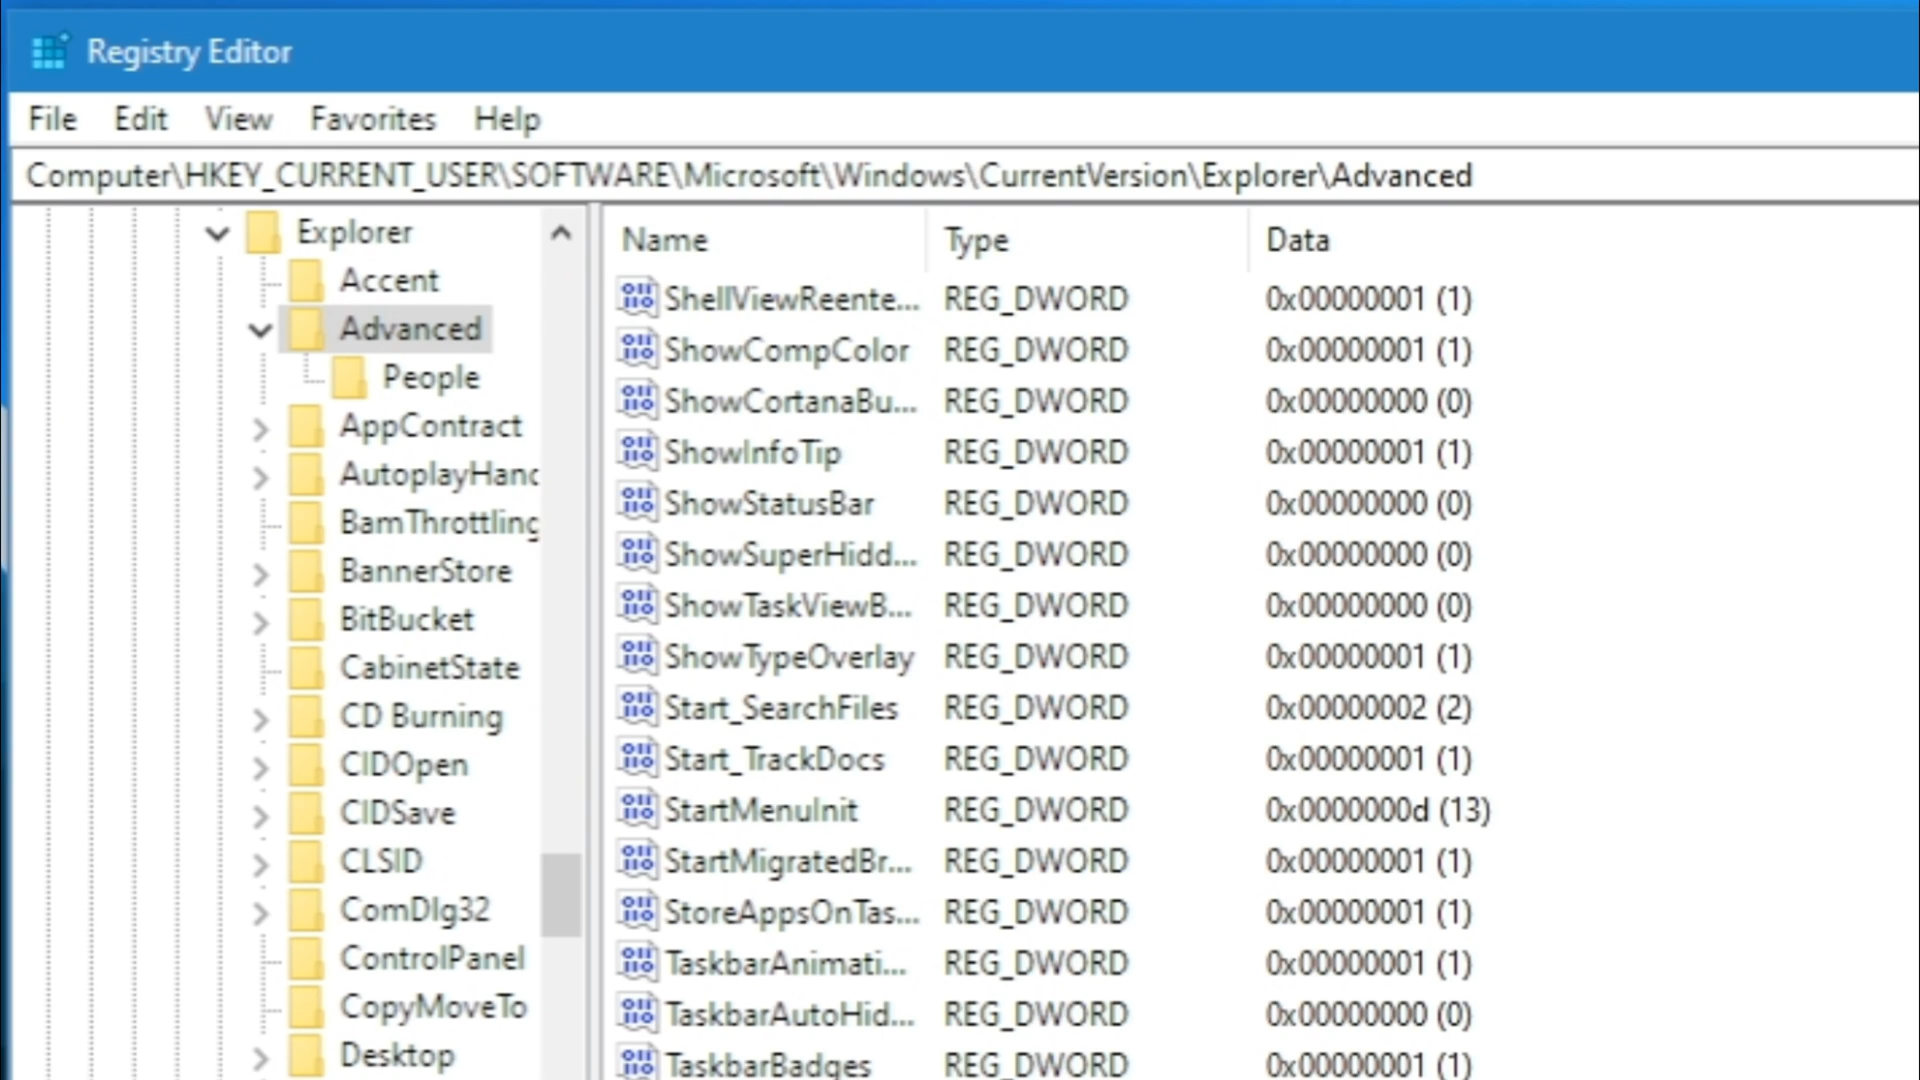 Registry Editor
File Edit View Favorites Help
Computer\HKEY_CURRENT_USER\SOFTWARE\Microsoft\Windows\CurrentVersion\Explorer\Advanced
Explorer
Accent
Advanced
People
AppContract
AutoplayHanc
BamThrottling
BannerStore
BitBucket
CabinetState
CD Burning
CIDOpen
CIDSave
CLSID
ComDlg32
ControlPanel
CopyMoveTo
Desktop
Name Type Data
ShellViewReente... REG_DWORD 0x00000001 (1)
ShowCompColor REG_DWORD 0x00000001 (1)
ShowCortanaBu... REG_DWORD 0x00000000 (0)
ShowInfoTip REG_DWORD 0x00000001 (1)
ShowStatusBar REG_DWORD 0x00000000 (0)
ShowSuperHidd... REG_DWORD 0x00000000 (0)
ShowTaskViewB... REG_DWORD 0x00000000 (0)
ShowTypeOverlay REG_DWORD 0x00000001 (1)
Start_SearchFiles REG_DWORD 0x00000002 (2)
Start_TrackDocs REG_DWORD 0x00000001 (1)
StartMenuInit REG_DWORD 0x0000000d (13)
StartMigratedBr... REG_DWORD 0x00000001 (1)
StoreAppsOnTas... REG_DWORD 0x00000001 (1)
TaskbarAnimati... REG_DWORD 0x00000001 (1)
TaskbarAutoHid... REG_DWORD 0x00000000 (0)
TaskbarBadges REG_DWORD 0x00000001 (1)